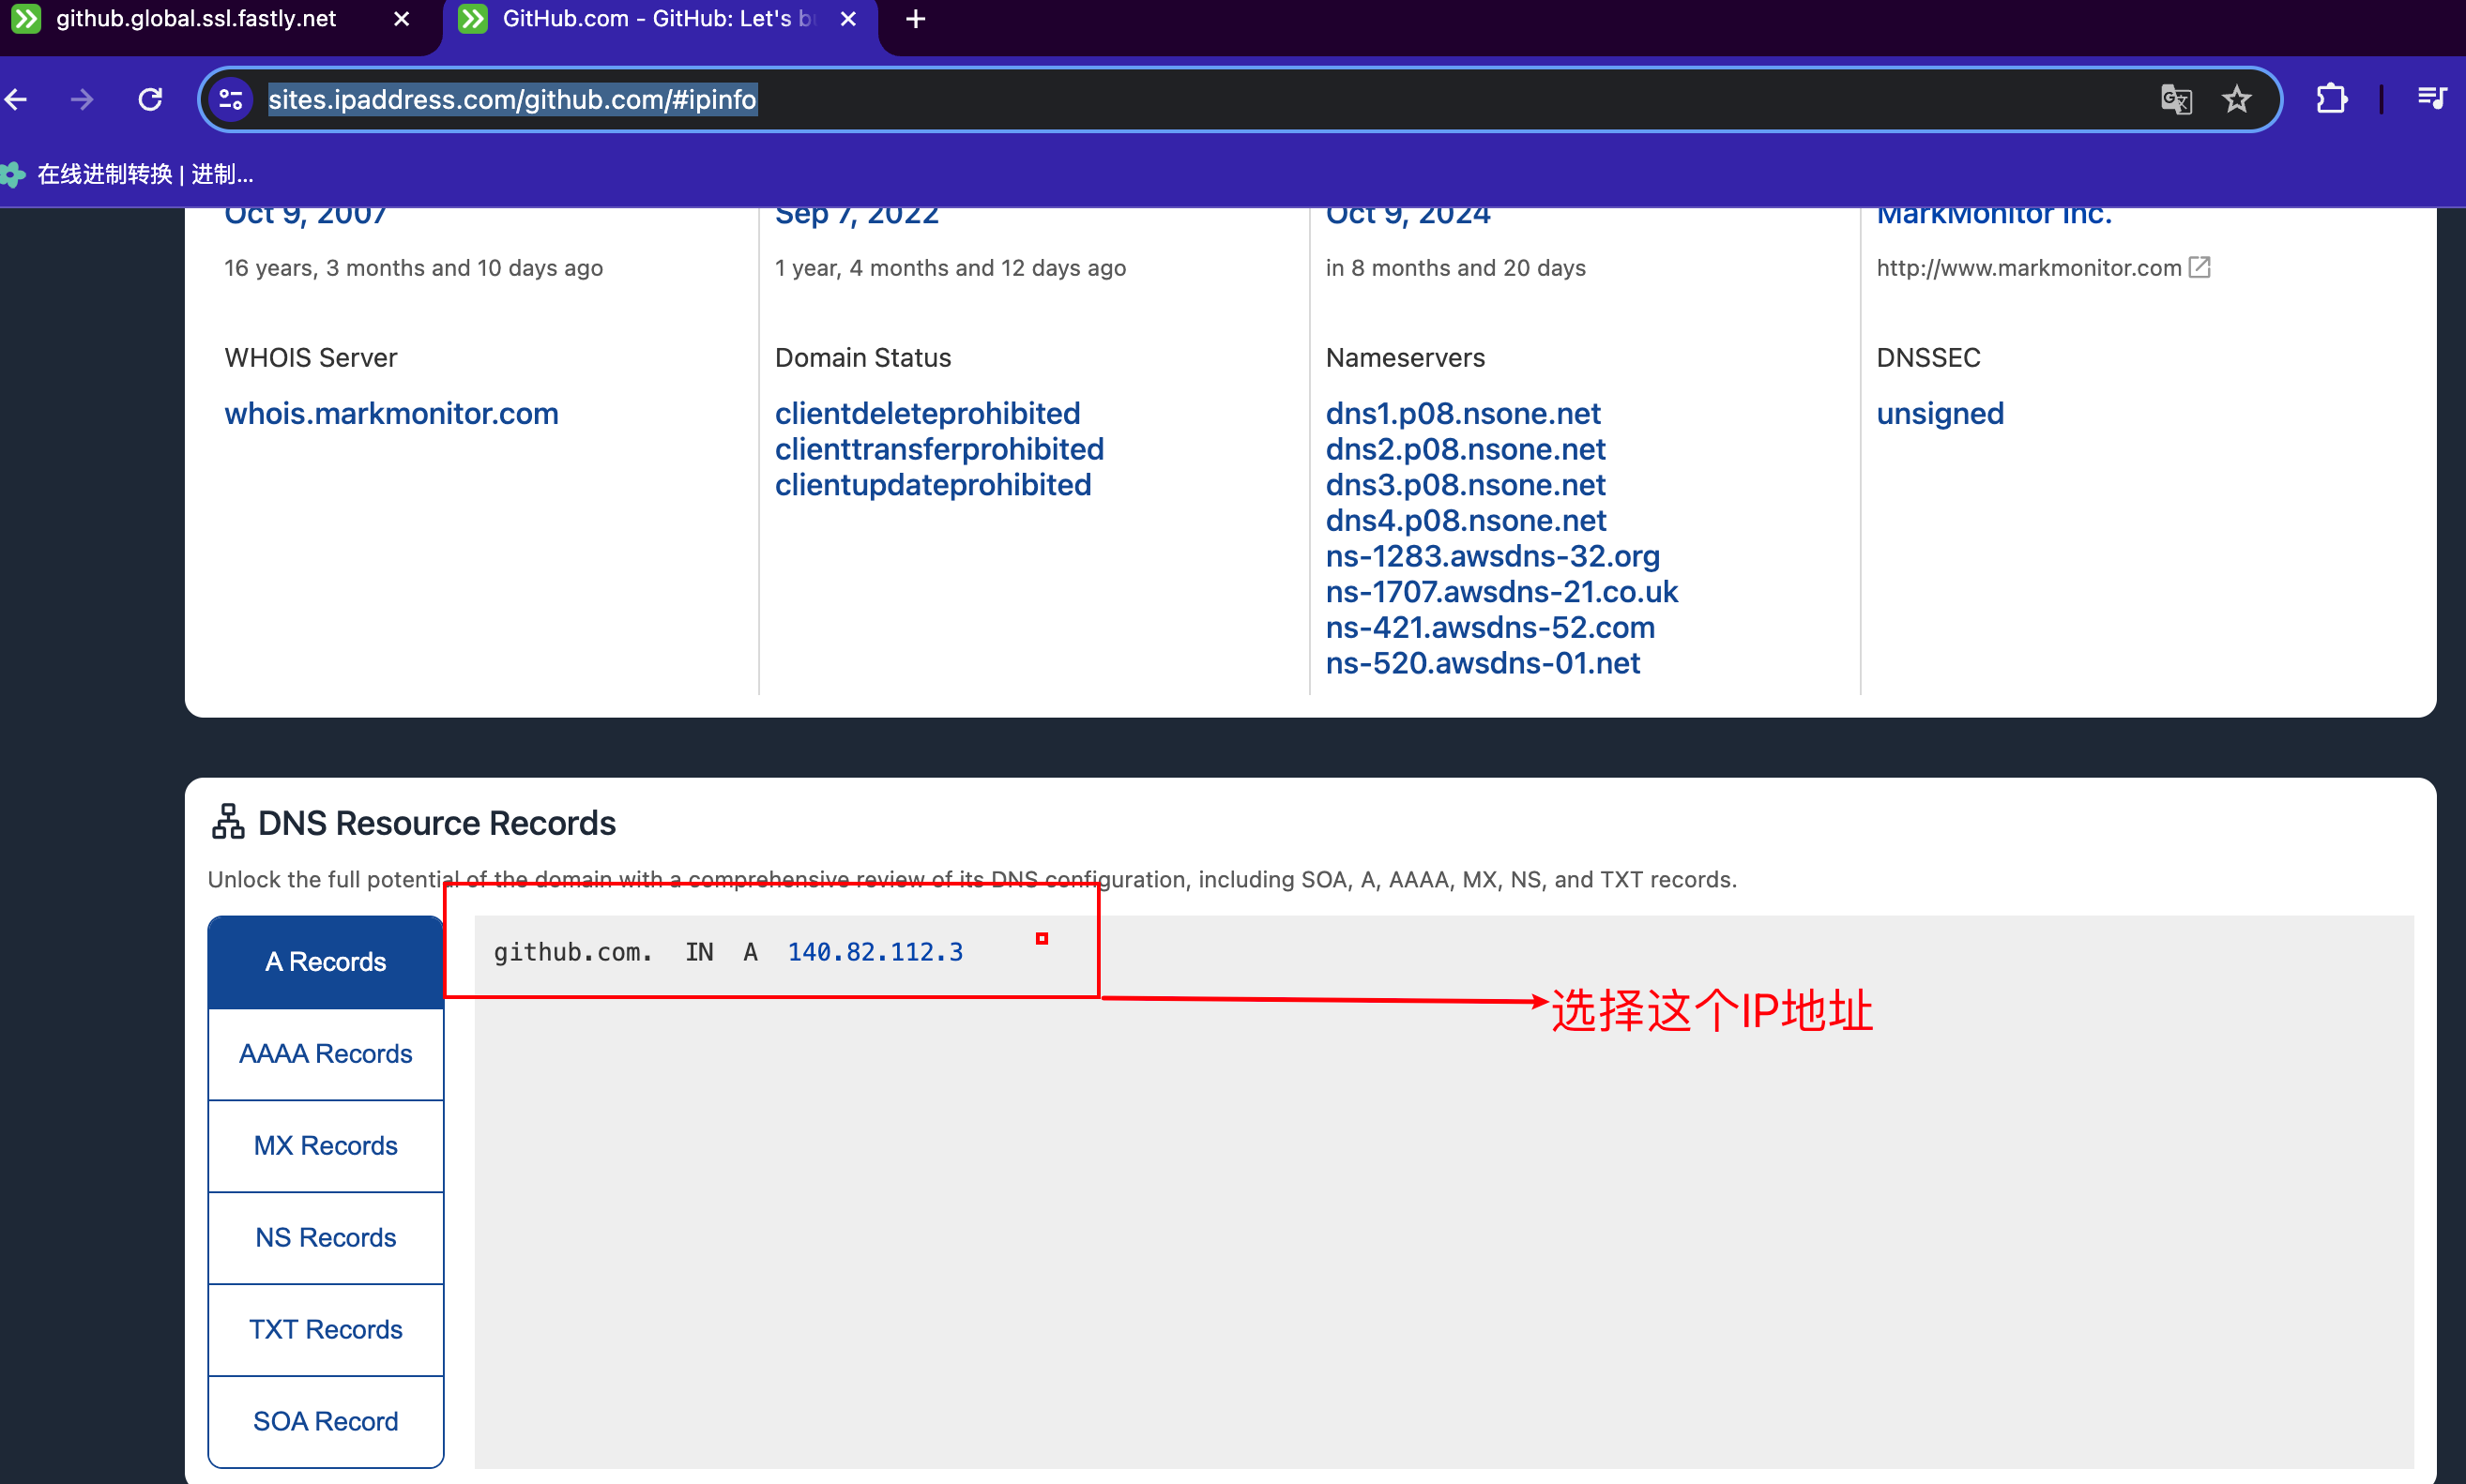 github.global.ssl.fastly.net
GitHub.com - GitHub: Let's bu
sites.ipaddress.com/github.com/#ipinfo
在线进制转换 | 进制...
Oct 9, 2007
Sep 7, 2022
Oct 9, 2024
MarkMonitor Inc.
16 years, 3 months and 10 days ago
1 year, 4 months and 12 days ago
in 8 months and 20 days
http://www.markmonitor.com
WHOIS Server
Domain Status
Nameservers
DNSSEC
whois.markmonitor.com
clientdeleteprohibited
clienttransferprohibited
clientupdateprohibited
dns1.p08.nsone.net
dns2.p08.nsone.net
dns3.p08.nsone.net
dns4.p08.nsone.net
ns-1283.awsdns-32.org
ns-1707.awsdns-21.co.uk
ns-421.awsdns-52.com
ns-520.awsdns-01.net
unsigned
DNS Resource Records
Unlock the full potential of the domain with a comprehensive review of its DNS configuration, including SOA, A, AAAA, MX, NS, and TXT records.
A Records
github.com. IN A 140.82.112.3
选择这个IP地址
AAAA Records
MX Records
NS Records
TXT Records
SOA Record